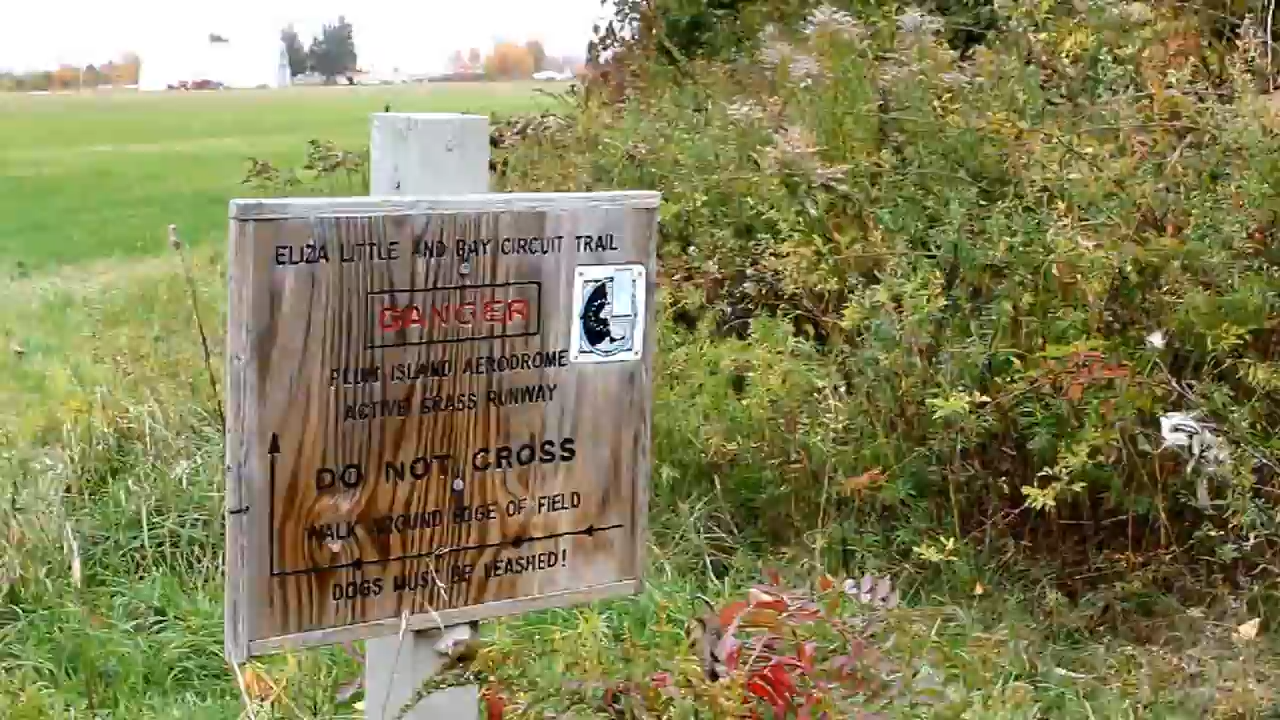 ELIZA LITTLE AND BAY CIRCUIT TRAIL
DANGER
PLUM ISLAND AERODROME
ACTIVE GRASS RUNWAY
DO NOT CROSS
WALK AROUND EDGE OF FIELD
DOGS MUST BE LEASHED!